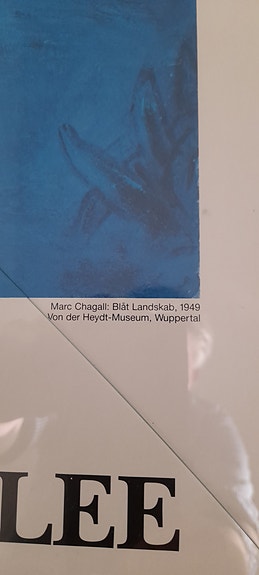 Marc Chagall: Blåt Landskab, 1949
Von der Heydt-Museum, Wuppertal
LEE